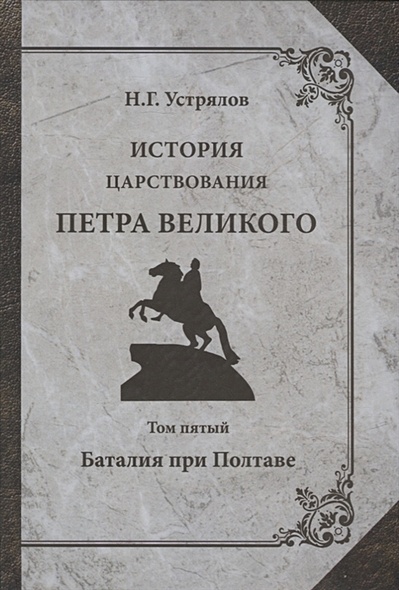 Н.Г. Устрялов
ИСТОРИЯ
ЦАРСТВОВАНИЯ
ПЕТРА ВЕЛИКОГО
Том пятый
Баталия при Полтаве